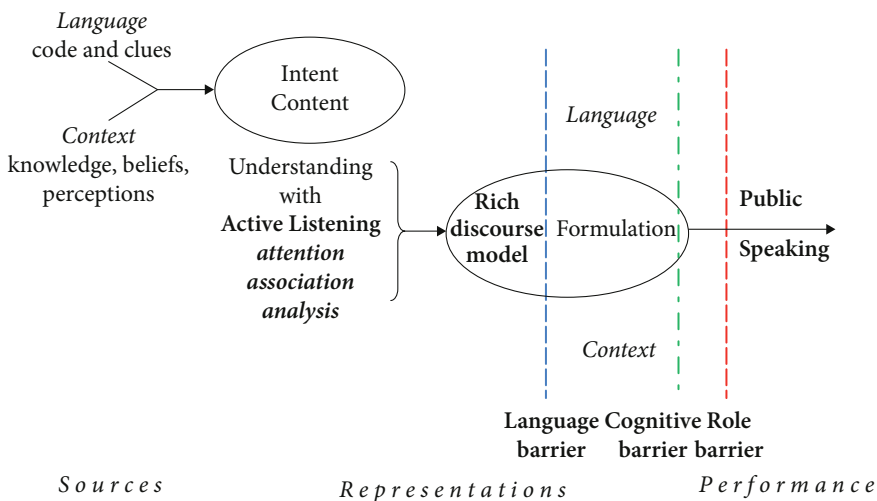 Language
code and clues
Context
knowledge, beliefs,
perceptions
Intent
Content
Understanding
with
Active Listening
attention
association
analysis
Rich
discourse
model
Formulation
Language
Context
Public
Speaking
Language
barrier
Cognitive
barrier
Role
barrier
Sources
Representations
Performance